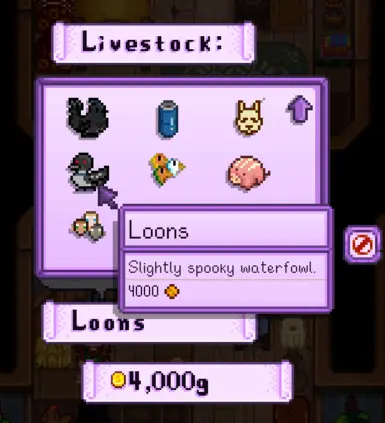 Livestock:
Loons
Slightly spooky waterfowl.
4000
Loons
4,000g